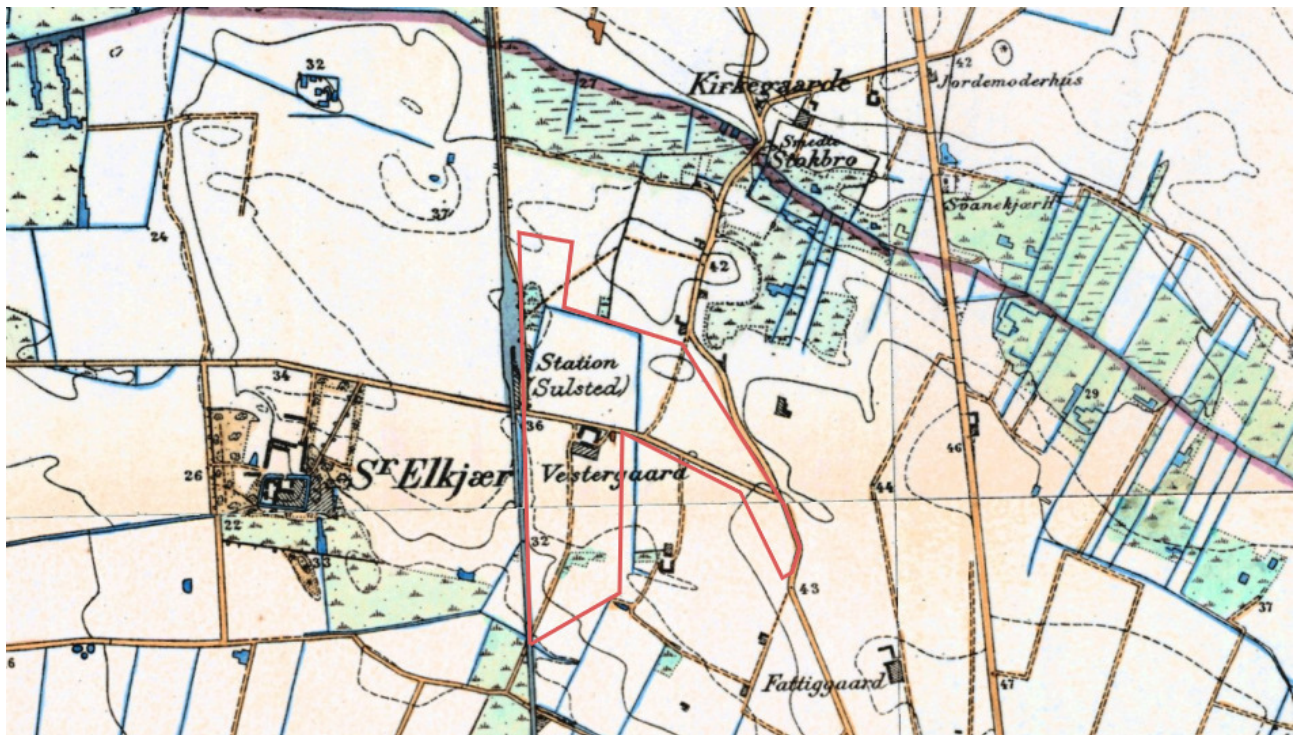 32
42
27
Kirkegaarde
Jordemoderhus
Smedie
Stokbro
37
Svanekjærh
24
42
Station
(Sulsted)
34
29
36
46
Sr. Elkjær
Vestergaard
26
44
22
32
33
43
37
6
Fattiggaard
47